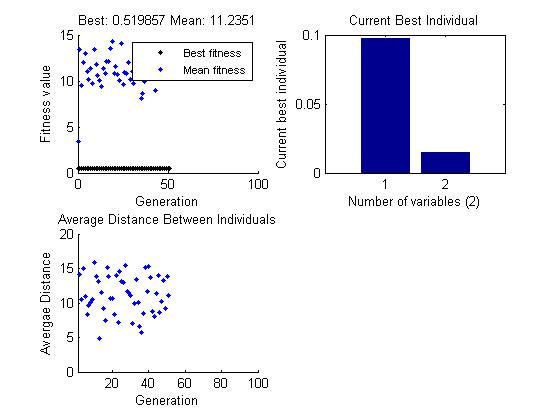 Best: 0.519857 Mean: 11.2351
15
10
5
0
Fitness value
Best fitness
Mean fitness
0 50 100
Generation
Current Best Individual
0.1
0.05
0
Current best individual
1 2
Number of variables (2)
Average Distance Between Individuals
20
15
10
5
0
Avergae Distance
20 40 60 80 100
Generation